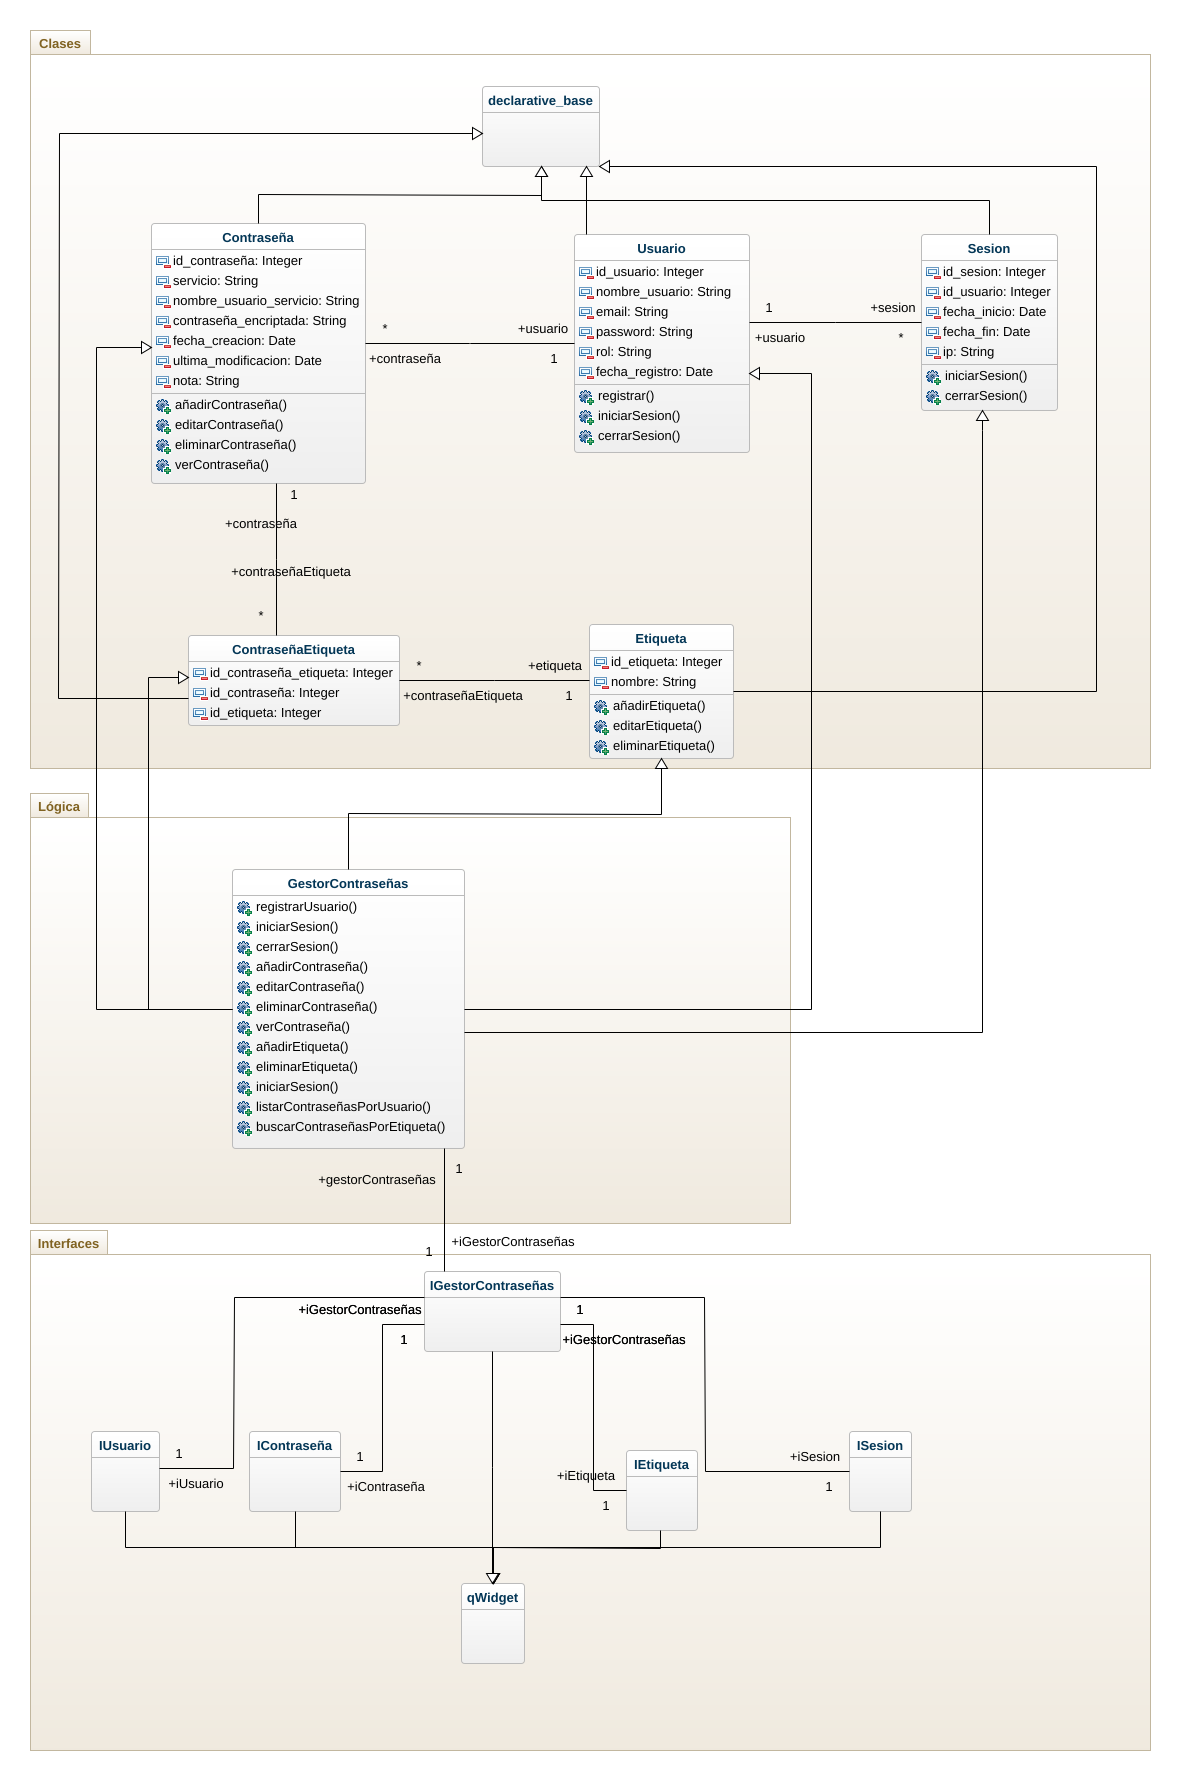 Clases
declarative_base
Contraseña
id_contraseña: Integer
servicio: String
nombre_usuario_servicio: String
contraseña_encriptada: String
fecha_creacion: Date
ultima_modificacion: Date
nota: String
añadirContraseña()
editarContraseña()
eliminarContraseña()
verContraseña()
*
+contraseña
+usuario
1
Usuario
id_usuario: Integer
nombre_usuario: String
email: String
password: String
rol: String
fecha_registro: Date
registrar()
iniciarSesion()
cerrarSesion()
1
+usuario
+sesion
*
Sesion
id_sesion: Integer
id_usuario: Integer
fecha_inicio: Date
fecha_fin: Date
ip: String
iniciarSesion()
cerrarSesion()
1
+contraseña
+contraseñaEtiqueta
*
ContraseñaEtiqueta
id_contraseña_etiqueta: Integer
id_contraseña: Integer
id_etiqueta: Integer
*
+contraseñaEtiqueta
+etiqueta
1
Etiqueta
id_etiqueta: Integer
nombre: String
añadirEtiqueta()
editarEtiqueta()
eliminarEtiqueta()
Lógica
GestorContraseñas
registrarUsuario()
iniciarSesion()
cerrarSesion()
añadirContraseña()
editarContraseña()
eliminarContraseña()
verContraseña()
añadirEtiqueta()
eliminarEtiqueta()
iniciarSesion()
listarContraseñasPorUsuario()
buscarContraseñasPorEtiqueta()
1
+gestorContraseñas
Interfaces
+iGestorContraseñas
1
IGestorContraseñas
+iGestorContraseñas
1
1
+iGestorContraseñas
IUsuario
1
+iUsuario
IContraseña
1
+iContraseña
+iEtiqueta
1
IEtiqueta
+iSesion
1
ISesion
qWidget